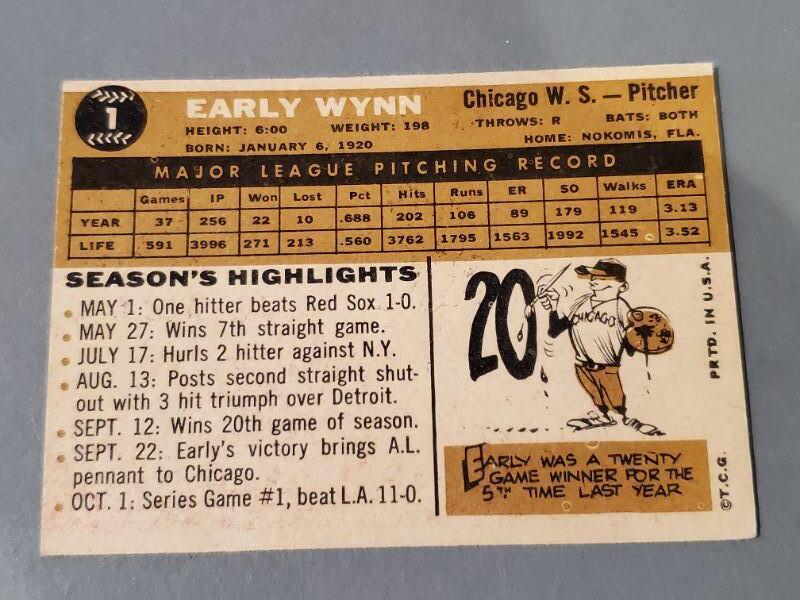 1
EARLY WYNN
Chicago W. S. — Pitcher
HEIGHT: 6:00 WEIGHT: 198 THROWS: R BATS: BOTH
BORN: JANUARY 6, 1920 HOME: NOKOMIS, FLA.
MAJOR LEAGUE PITCHING RECORD
Games IP Won Lost Pct Hits Runs ER SO Walks ERA
YEAR 37 256 22 10 .688 202 106 89 179 119 3.13
LIFE 591 3996 271 213 .560 3762 1795 1563 1992 1545 3.52
SEASON'S HIGHLIGHTS
• MAY 1: One hitter beats Red Sox 1-0.
• MAY 27: Wins 7th straight game.
• JULY 17: Hurls 2 hitter against N.Y.
• AUG. 13: Posts second straight shut-
out with 3 hit triumph over Detroit.
• SEPT. 12: Wins 20th game of season.
• SEPT. 22: Early's victory brings A.L.
pennant to Chicago.
• OCT. 1: Series Game #1, beat L.A. 11-0.
20
CHICAGO
EARLY WAS A TWENTY
GAME WINNER FOR THE
5TH TIME LAST YEAR
©T.C.G. PRTD. IN U.S.A.